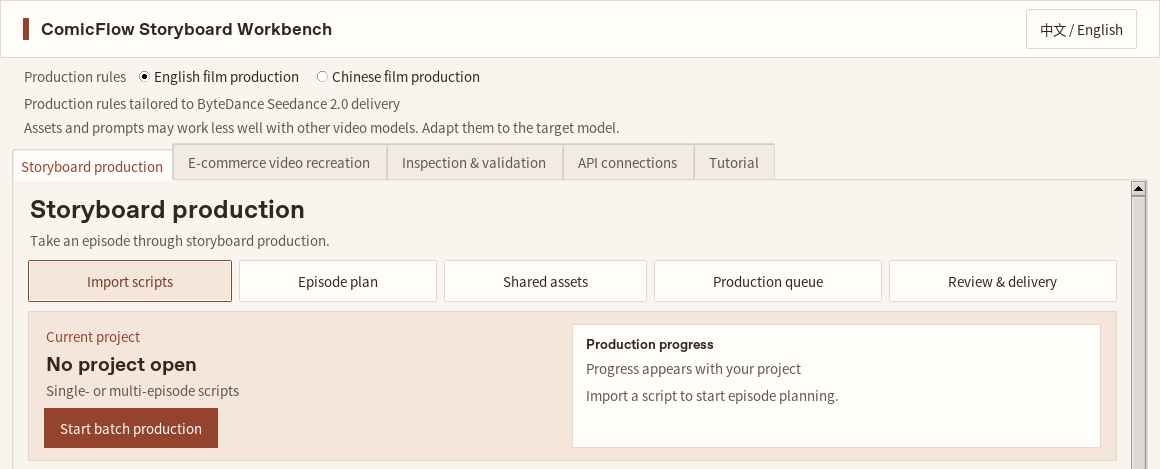 ComicFlow Storyboard Workbench
中文 / English
Production rules
English film production
Chinese film production
Production rules tailored to ByteDance Seedance 2.0 delivery
Assets and prompts may work less well with other video models. Adapt them to the target model.
Storyboard production
E-commerce video recreation
Inspection & validation
API connections
Tutorial
Storyboard production
Take an episode through storyboard production.
Import scripts
Episode plan
Shared assets
Production queue
Review & delivery
Current project
No project open
Single- or multi-episode scripts
Start batch production
Production progress
Progress appears with your project
Import a script to start episode planning.